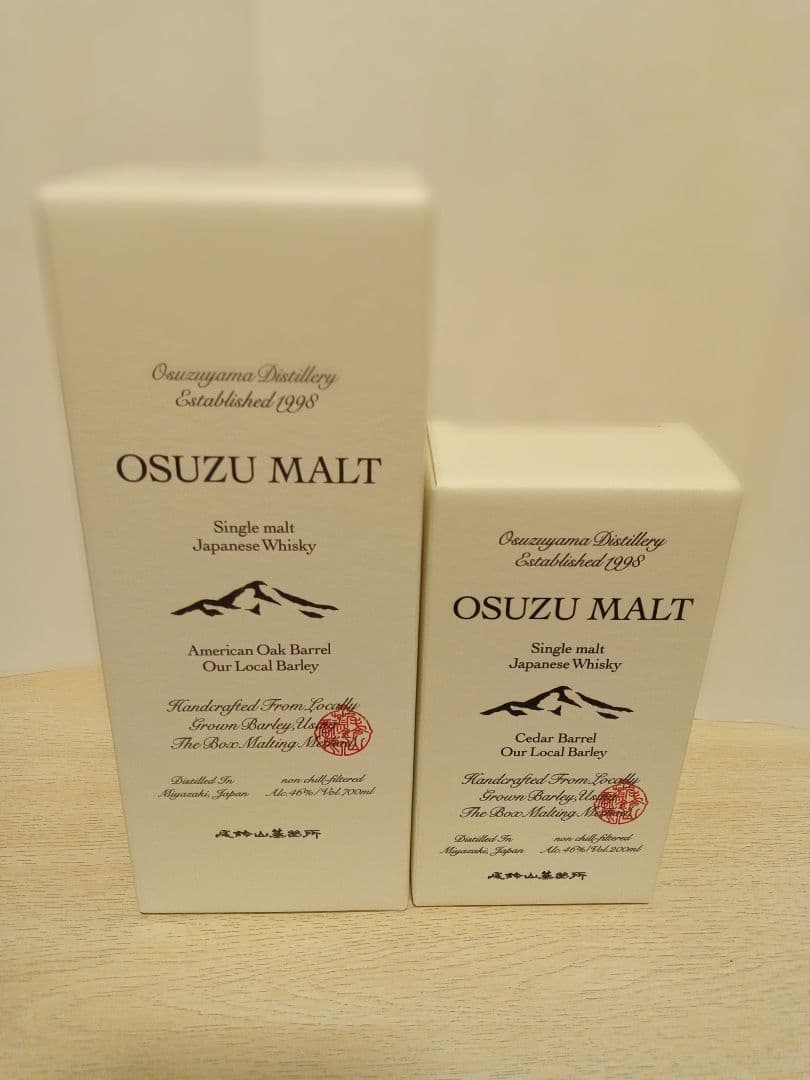 Osuzuyama Distillery
Established 1998
OSUZU MALT
Single malt
Japanese Whisky
American Oak Barrel
Our Local Barley
Handcrafted From Locally
Grown Barley, Using
The Box Malting Method
Distilled In
Miyazaki, Japan
non chill-filtered
Alc.46%/Vol.700ml
尾鈴山蒸留所
Osuzuyama Distillery
Established 1998
OSUZU MALT
Single malt
Japanese Whisky
Cedar Barrel
Our Local Barley
Handcrafted From Locally
Grown Barley, Using
The Box Malting Method
Distilled In
Miyazaki, Japan
non chill-filtered
Alc.46%/Vol.200ml
尾鈴山蒸留所